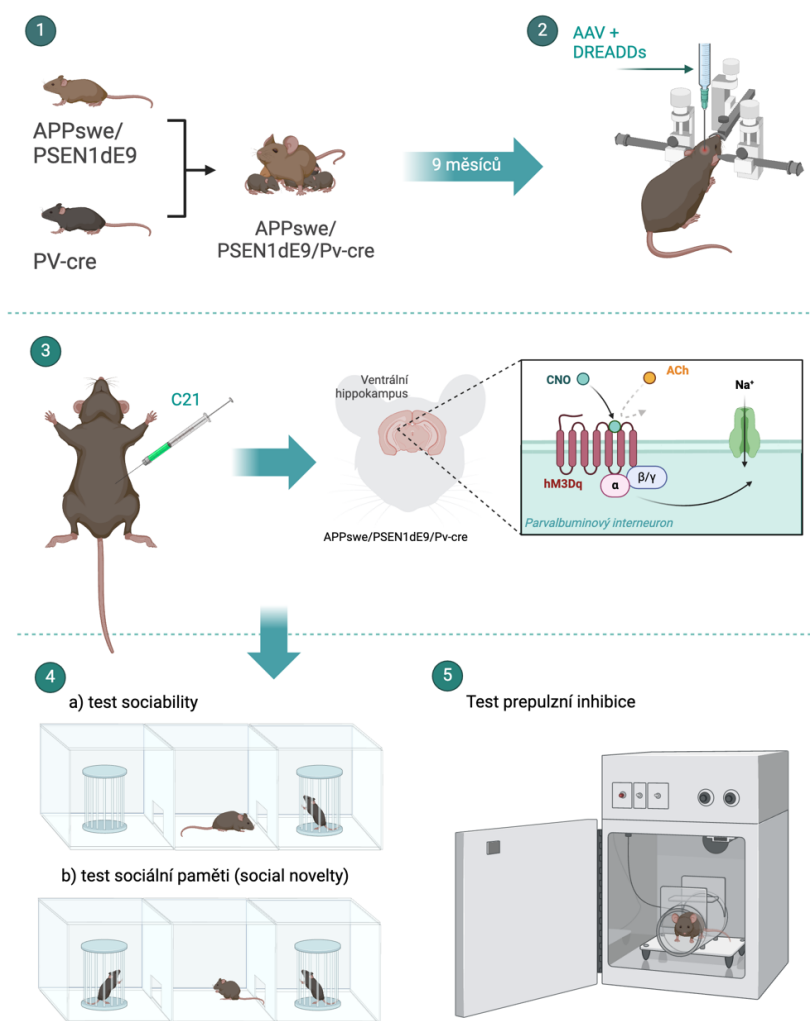 1
APPswe/
PSEN1dE9
PV-cre
APPswe/
PSEN1dE9/Pv-cre
9 měsíců
2
AAV +
DREADDs
3
C21
Ventrální
hippokampus
APPswe/PSEN1dE9/Pv-cre
CNO
ACh
Na⁺
hM3Dq
α
β/γ
Parvalbuminový interneuron
4
a) test sociability
b) test sociální paměti (social novelty)
5
Test prepulzní inhibice